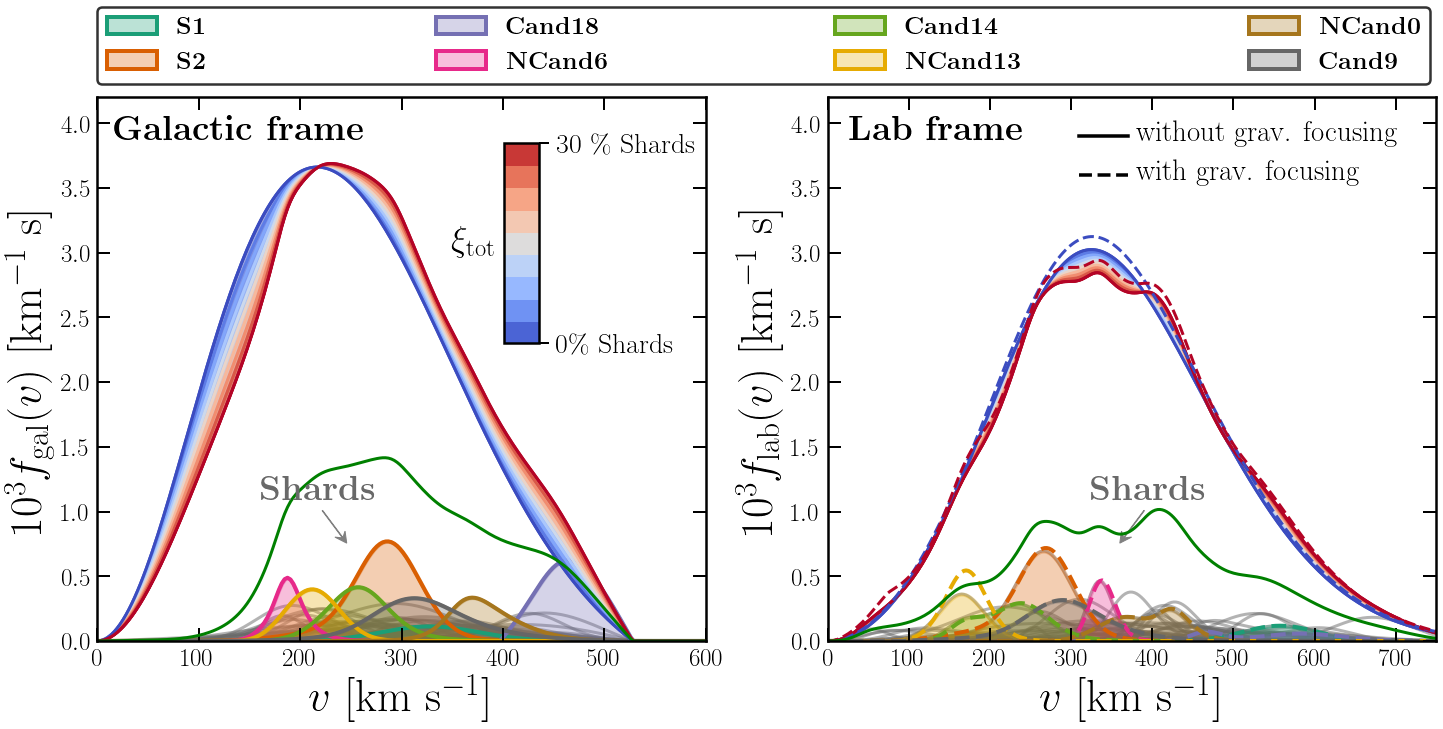 S1 Cand18 Cand14 NCand0
S2 NCand6 NCand13 Cand9
Galactic frame
30 % Shards
ξtot
0% Shards
Shards
4.0
3.5
3.0
2.5
2.0
1.5
1.0
0.5
0.0
0 100 200 300 400 500 600
10³fgal(v) [km⁻¹ s]
v [km s⁻¹]
Lab frame
without grav. focusing
with grav. focusing
Shards
4.0
3.5
3.0
2.5
2.0
1.5
1.0
0.5
0.0
0 100 200 300 400 500 600 700
10³flab(v) [km⁻¹ s]
v [km s⁻¹]